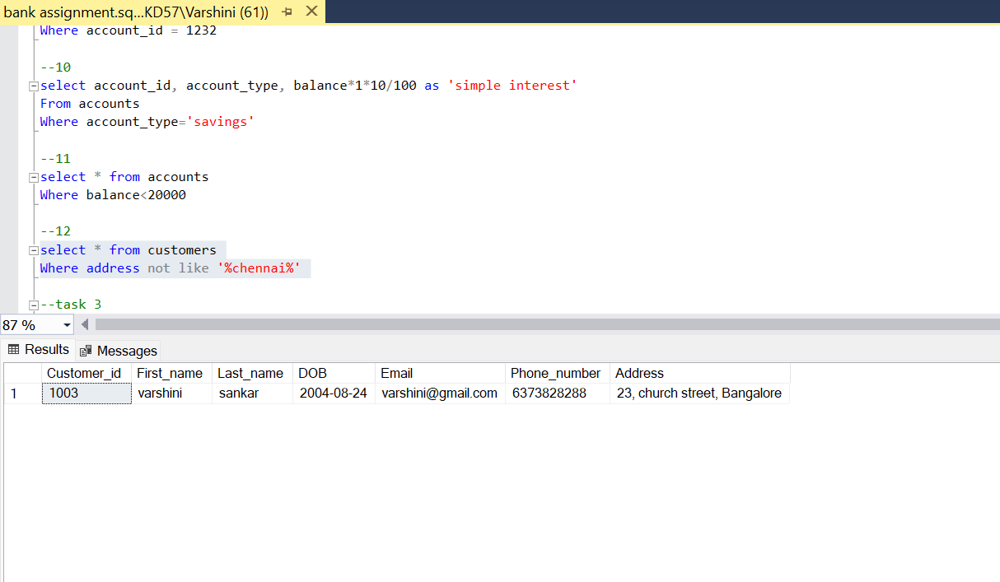 bank assignment.sq...KD57\Varshini (61))
Where account_id = 1232
--10
select account_id, account_type, balance*1*10/100 as 'simple interest'
From accounts
Where account_type='savings'
--11
select * from accounts
Where balance<20000
--12
select * from customers
Where address not like '%chennai%'
--task 3
87 %
Results Messages
Customer_id First_name Last_name DOB Email Phone_number Address
1 1003 varshini sankar 2004-08-24 varshini@gmail.com 6373828288 23, church street, Bangalore